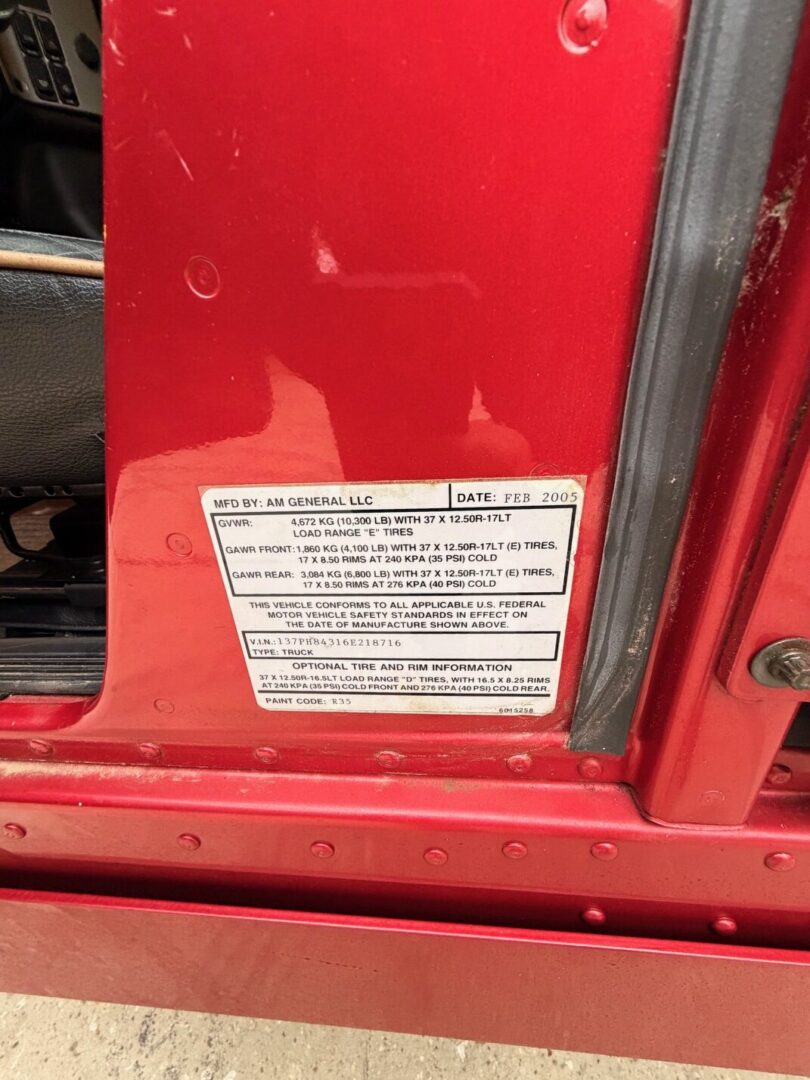 MFD BY: AM GENERAL LLC DATE: FEB 2005
GVWR: 4,672 KG (10,300 LB) WITH 37 X 12.50R-17LT
LOAD RANGE "E" TIRES
GAWR FRONT: 1,860 KG (4,100 LB) WITH 37 X 12.50R-17LT (E) TIRES,
17 X 8.50 RIMS AT 240 KPA (35 PSI) COLD
GAWR REAR: 3,084 KG (6,800 LB) WITH 37 X 12.50R-17LT (E) TIRES,
17 X 8.50 RIMS AT 276 KPA (40 PSI) COLD
THIS VEHICLE CONFORMS TO ALL APPLICABLE U.S. FEDERAL
MOTOR VEHICLE SAFETY STANDARDS IN EFFECT ON
THE DATE OF MANUFACTURE SHOWN ABOVE.
V.I.N.: 137PH84316E218716
TYPE: TRUCK
OPTIONAL TIRE AND RIM INFORMATION
37 X 12.50R-16.5LT LOAD RANGE "D" TIRES, WITH 16.5 X 8.25 RIMS
AT 240 KPA (35 PSI) COLD FRONT AND 276 KPA (40 PSI) COLD REAR.
PAINT CODE: R35
6015258